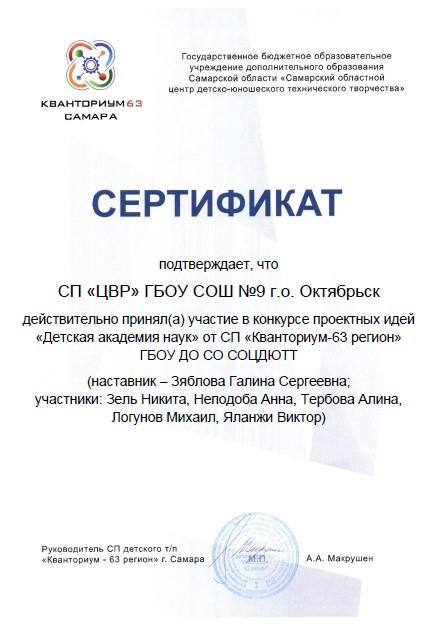 Государственное бюджетное образовательное
учреждение дополнительного образования
Самарской области «Самарский областной
центр детско-юношеского технического творчества»
КВАНТОРИУМ63
САМАРА
СЕРТИФИКАТ
подтверждает, что
СП «ЦВР» ГБОУ СОШ №9 г.о. Октябрьск
действительно принял(а) участие в конкурсе проектных идей
«Детская академия наук» от СП «Кванториум-63 регион»
ГБОУ ДО СО СОЦДЮТТ
(наставник – Зяблова Галина Сергеевна;
участники: Зель Никита, Неподоба Анна, Тербова Алина,
Логунов Михаил, Яланжи Виктор)
Руководитель СП детского т/п
«Кванториум - 63 регион» г. Самара
М.П.
А.А. Макрушен